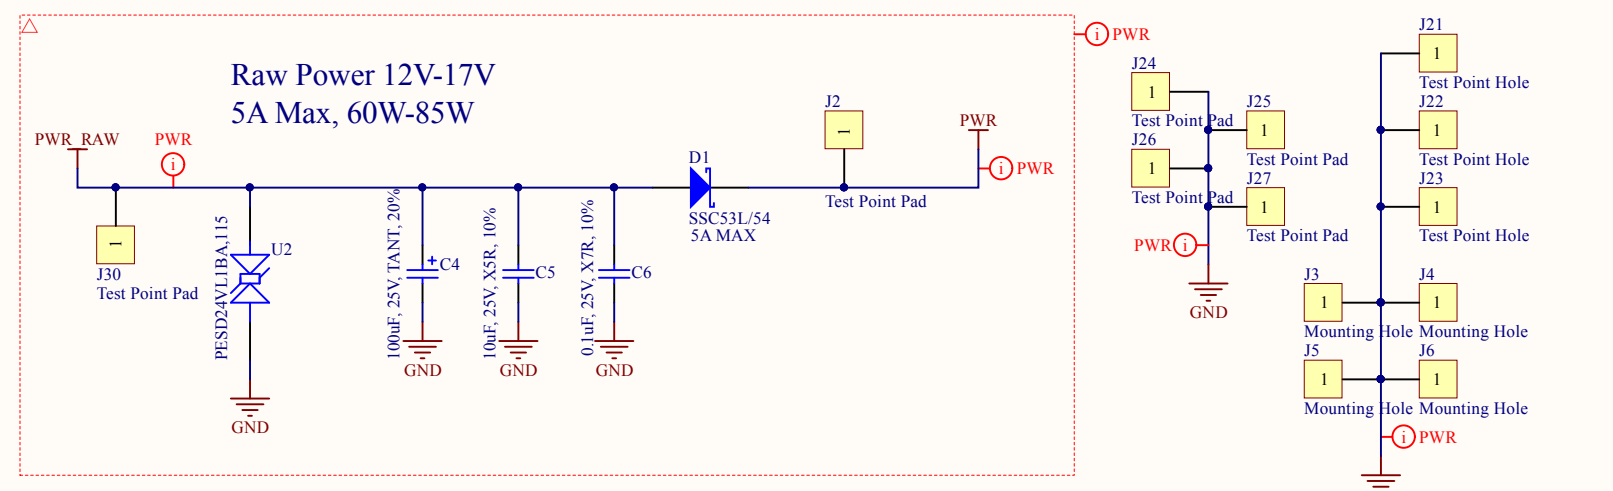 Raw Power 12V-17V
5A Max, 60W-85W
PWR_RAW
PWR
i
1
J30
Test Point Pad
PESD24VL1BA,115
U2
GND
100uF, 25V, TANT, 20%
+
C4
GND
10uF, 25V, X5R, 10%
C5
GND
0.1uF, 25V, X7R, 10%
C6
GND
D1
SSC53L/54
5A MAX
J2
1
Test Point Pad
PWR
i PWR
i PWR
J24
1
Test Point Pad
J25
1
Test Point Pad
J26
1
Test Point Pad
J27
1
Test Point Pad
PWR i
GND
J21
1
Test Point Hole
J22
1
Test Point Hole
J23
1
Test Point Hole
J3
1
Mounting Hole
J4
1
Mounting Hole
J5
1
Mounting Hole
J6
1
Mounting Hole
i PWR